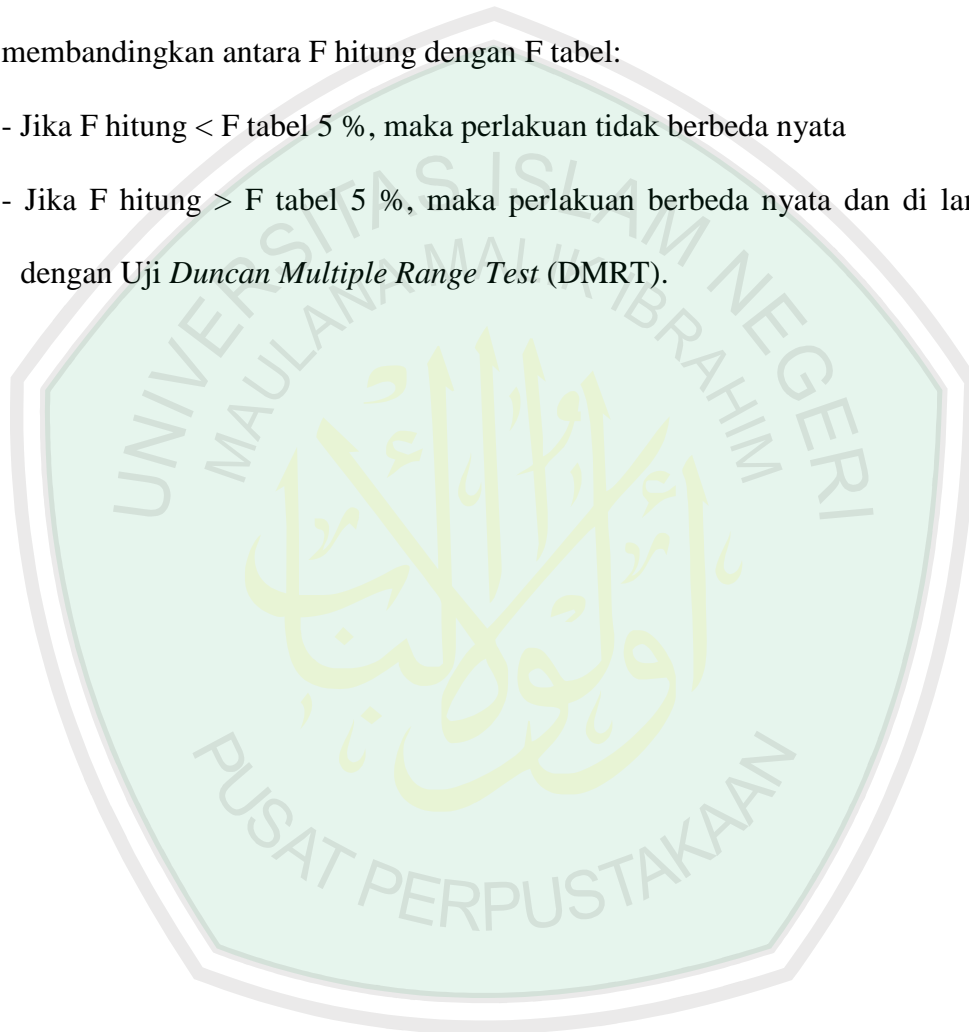 membandingkan antara F hitung dengan F tabel:
- Jika F hitung < F tabel 5 %, maka perlakuan tidak berbeda nyata
- Jika F hitung > F tabel 5 %, maka perlakuan berbeda nyata dan di lan
dengan Uji Duncan Multiple Range Test (DMRT).
UNIVERSITAS ISLAM NEGERI
MAULANA MALIK IBRAHIM
PUSAT PERPUSTAKAAN